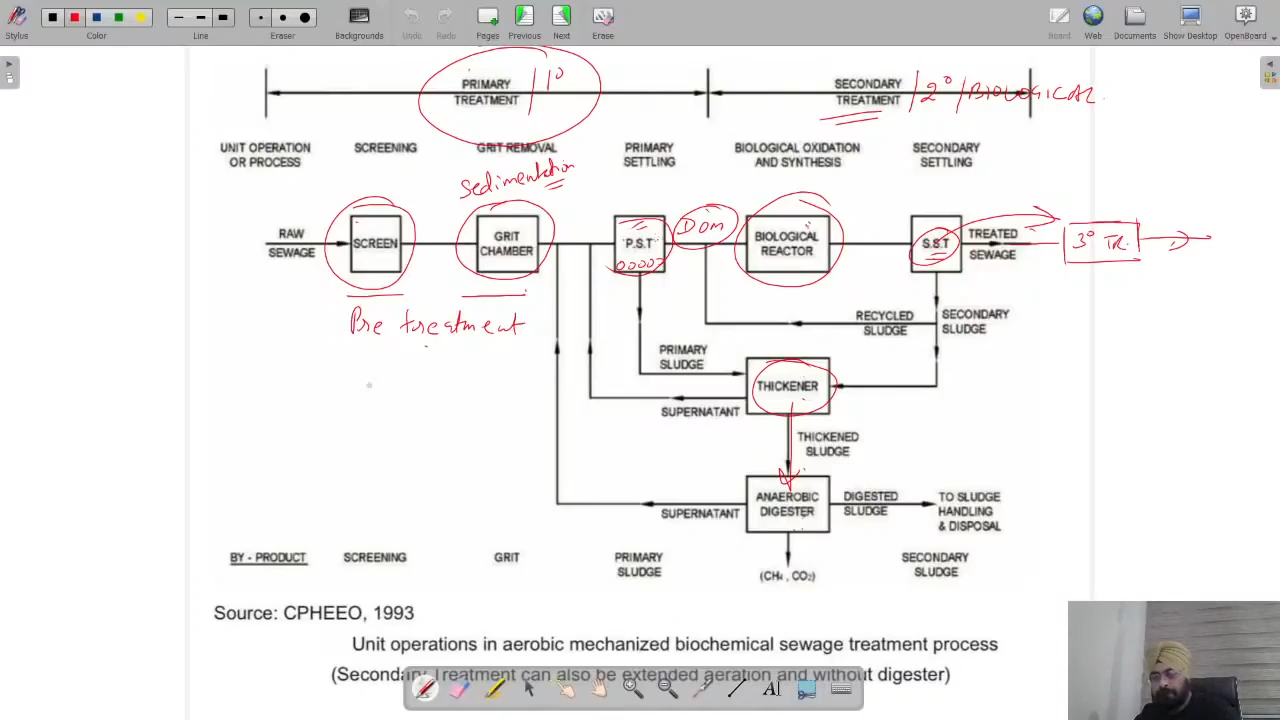 Stylus
Color
Line
Eraser
Backgrounds
Undo
Redo
Pages
Previous
Next
Erase
Board
Web
Documents
Show Desktop
OpenBoard
PRIMARY
TREATMENT
/1°
SECONDARY
TREATMENT
/2°/BIOLOGICAL
UNIT OPERATION
OR PROCESS
SCREENING
GRIT REMOVAL
PRIMARY
SETTLING
BIOLOGICAL OXIDATION
AND SYNTHESIS
SECONDARY
SETTLING
Sedimentation
RAW
SEWAGE
SCREEN
GRIT
CHAMBER
P.S.T
00000
DOM
BIOLOGICAL
REACTOR
S.S.T
TREATED
SEWAGE
3° TR.
Pre treatment
RECYCLED
SLUDGE
SECONDARY
SLUDGE
PRIMARY
SLUDGE
THICKENER
SUPERNATANT
THICKENED
SLUDGE
ANAEROBIC
DIGESTER
DIGESTED
SLUDGE
TO SLUDGE
HANDLING
& DISPOSAL
SUPERNATANT
BY - PRODUCT
SCREENING
GRIT
PRIMARY
SLUDGE
(CH₄ , CO₂)
SECONDARY
SLUDGE
Source: CPHEEO, 1993
Unit operations in aerobic mechanized biochemical sewage treatment process
(Secondary Treatment can also be extended aeration and without digester)